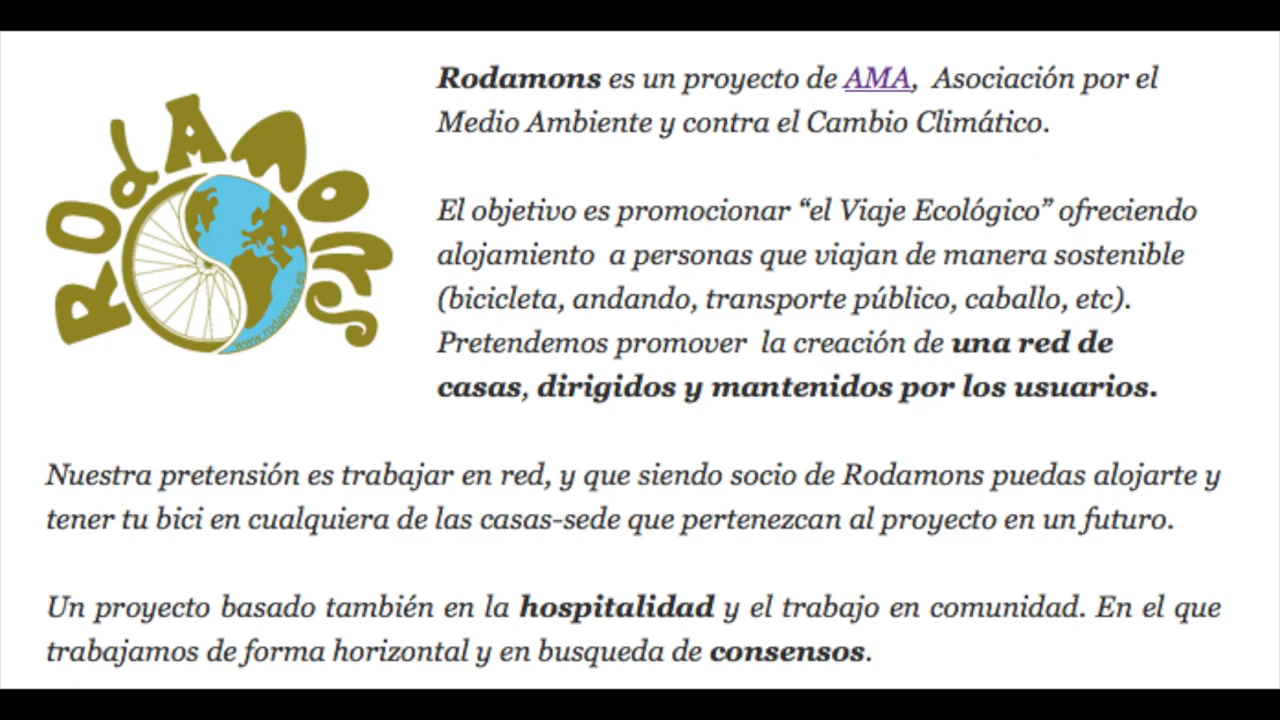 RodAmons
www.rodamons.es
Rodamons es un proyecto de AMA, Asociación por el
Medio Ambiente y contra el Cambio Climático.
El objetivo es promocionar “el Viaje Ecológico” ofreciendo
alojamiento a personas que viajan de manera sostenible
(bicicleta, andando, transporte público, caballo, etc).
Pretendemos promover la creación de una red de
casas, dirigidos y mantenidos por los usuarios.
Nuestra pretensión es trabajar en red, y que siendo socio de Rodamons puedas alojarte y
tener tu bici en cualquiera de las casas-sede que pertenezcan al proyecto en un futuro.
Un proyecto basado también en la hospitalidad y el trabajo en comunidad. En el que
trabajamos de forma horizontal y en busqueda de consensos.